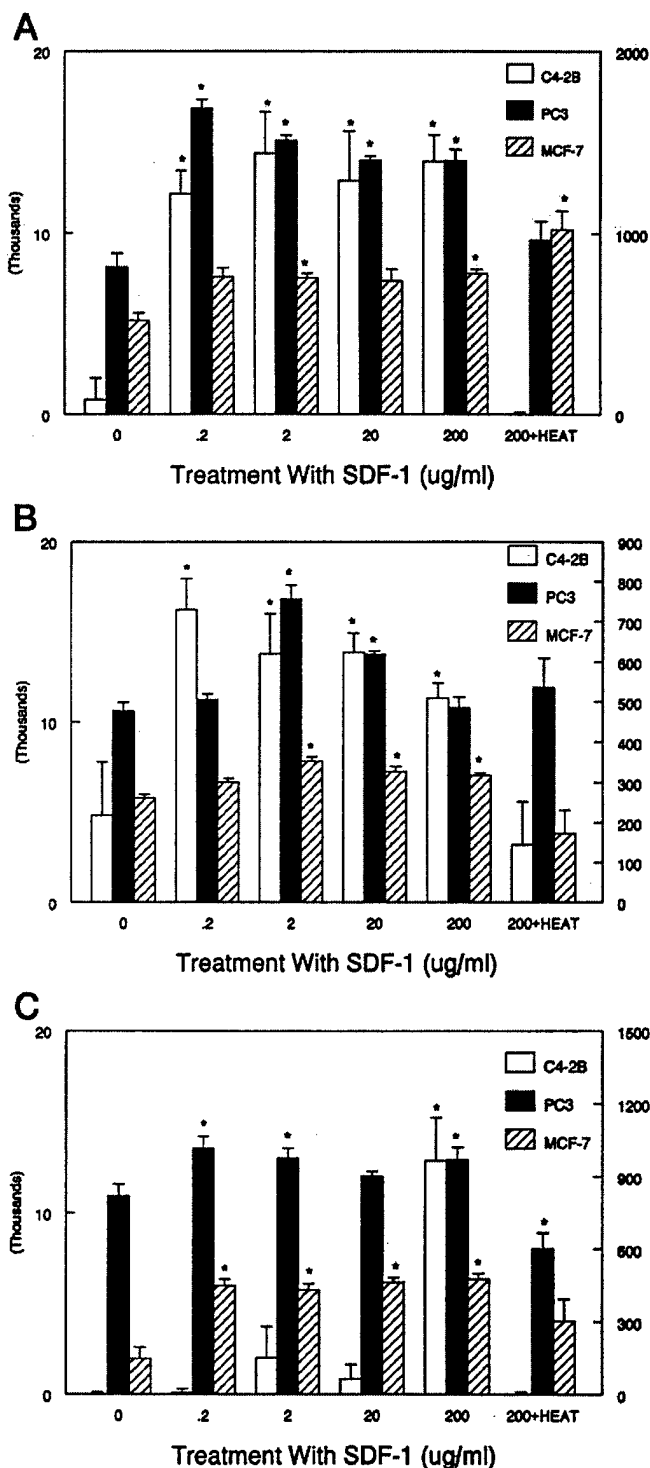 A
20
2000
C4-2B
PC3
MCF-7
(Thousands)
10
1000
0
0
0 .2 2 20 200 200+HEAT
Treatment With SDF-1 (ug/ml)
B
20
900
C4-2B
800
PC3
700
MCF-7
600
(Thousands)
10
500
400
300
200
100
0
0
0 .2 2 20 200 200+HEAT
Treatment With SDF-1 (ug/ml)
C
20
1500
C4-2B
1200
PC3
MCF-7
(Thousands)
10
900
600
300
0
0
0 .2 2 20 200 200+HEAT
Treatment With SDF-1 (ug/ml)